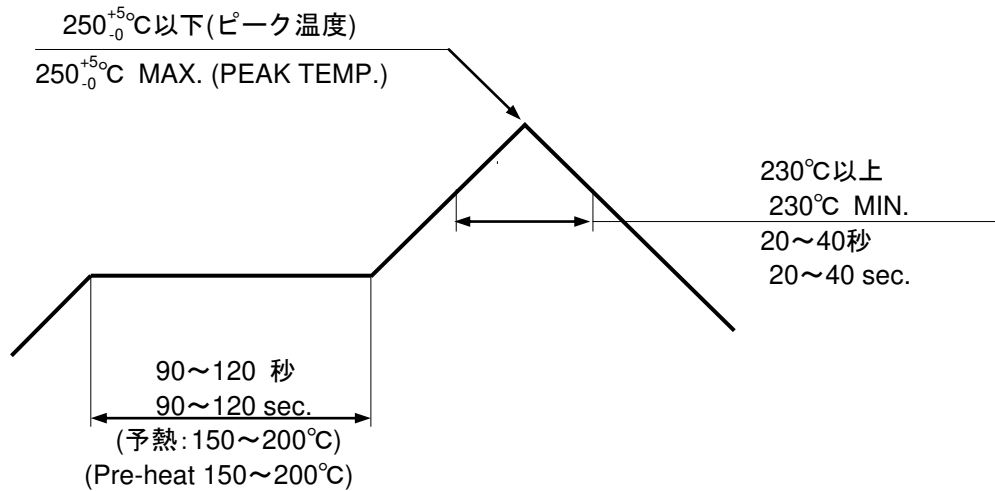 250+5-0℃以下(ピーク温度)
250+5-0℃ MAX. (PEAK TEMP.)
230℃以上
230℃ MIN.
20～40秒
20～40 sec.
90～120 秒
90～120 sec.
(予熱:150～200℃)
(Pre-heat 150～200℃)